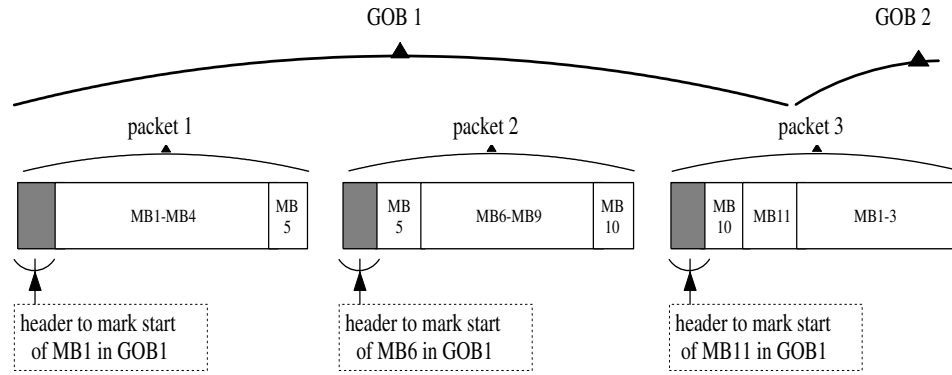 GOB 1
GOB 2
packet 1
packet 2
packet 3
MB1-MB4
MB
5
MB
5
MB6-MB9
MB
10
MB
10
MB11
MB1-3
header to mark start
of MB1 in GOB1
header to mark start
of MB6 in GOB1
header to mark start
of MB11 in GOB1